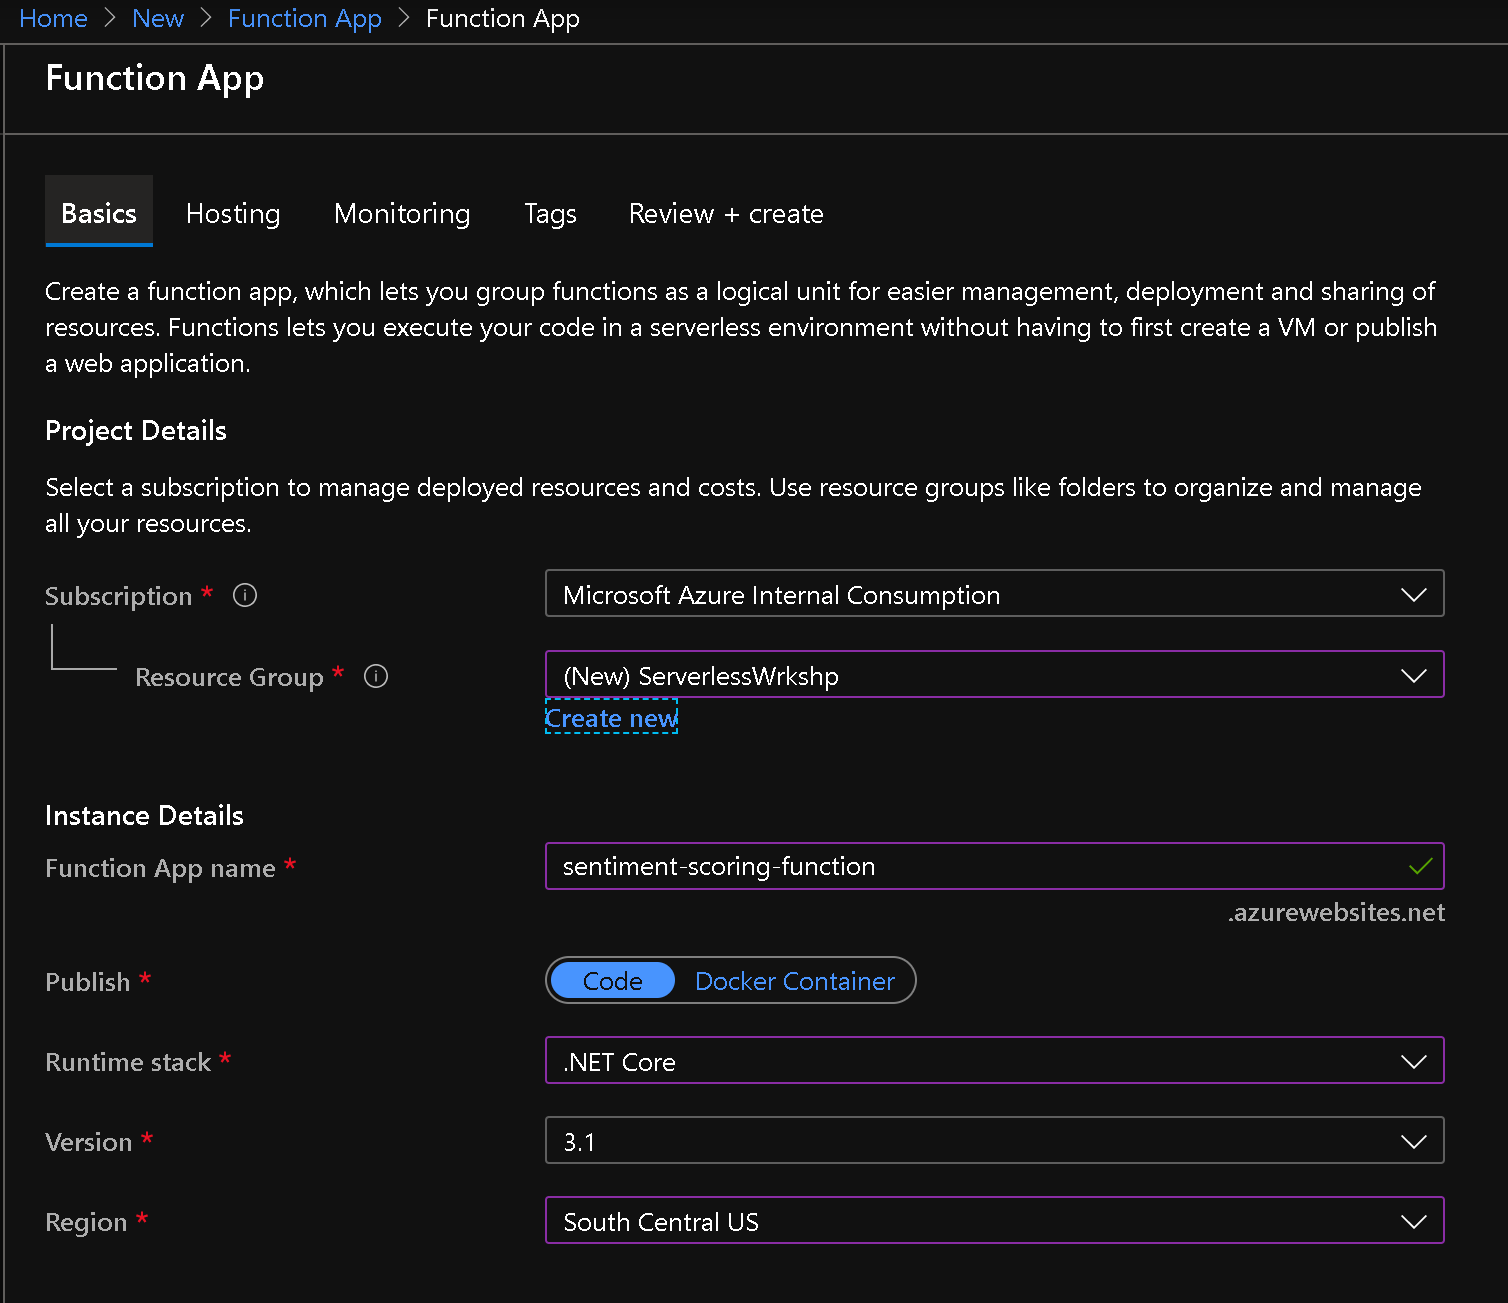 Home > New > Function App > Function App
Function App
Basics Hosting Monitoring Tags Review + create
Create a function app, which lets you group functions as a logical unit for easier management, deployment and sharing of
resources. Functions lets you execute your code in a serverless environment without having to first create a VM or publish
a web application.
Project Details
Select a subscription to manage deployed resources and costs. Use resource groups like folders to organize and manage
all your resources.
Subscription * Microsoft Azure Internal Consumption
Resource Group * (New) ServerlessWrkshp
Create new
Instance Details
Function App name * sentiment-scoring-function
.azurewebsites.net
Publish * Code Docker Container
Runtime stack * .NET Core
Version * 3.1
Region * South Central US